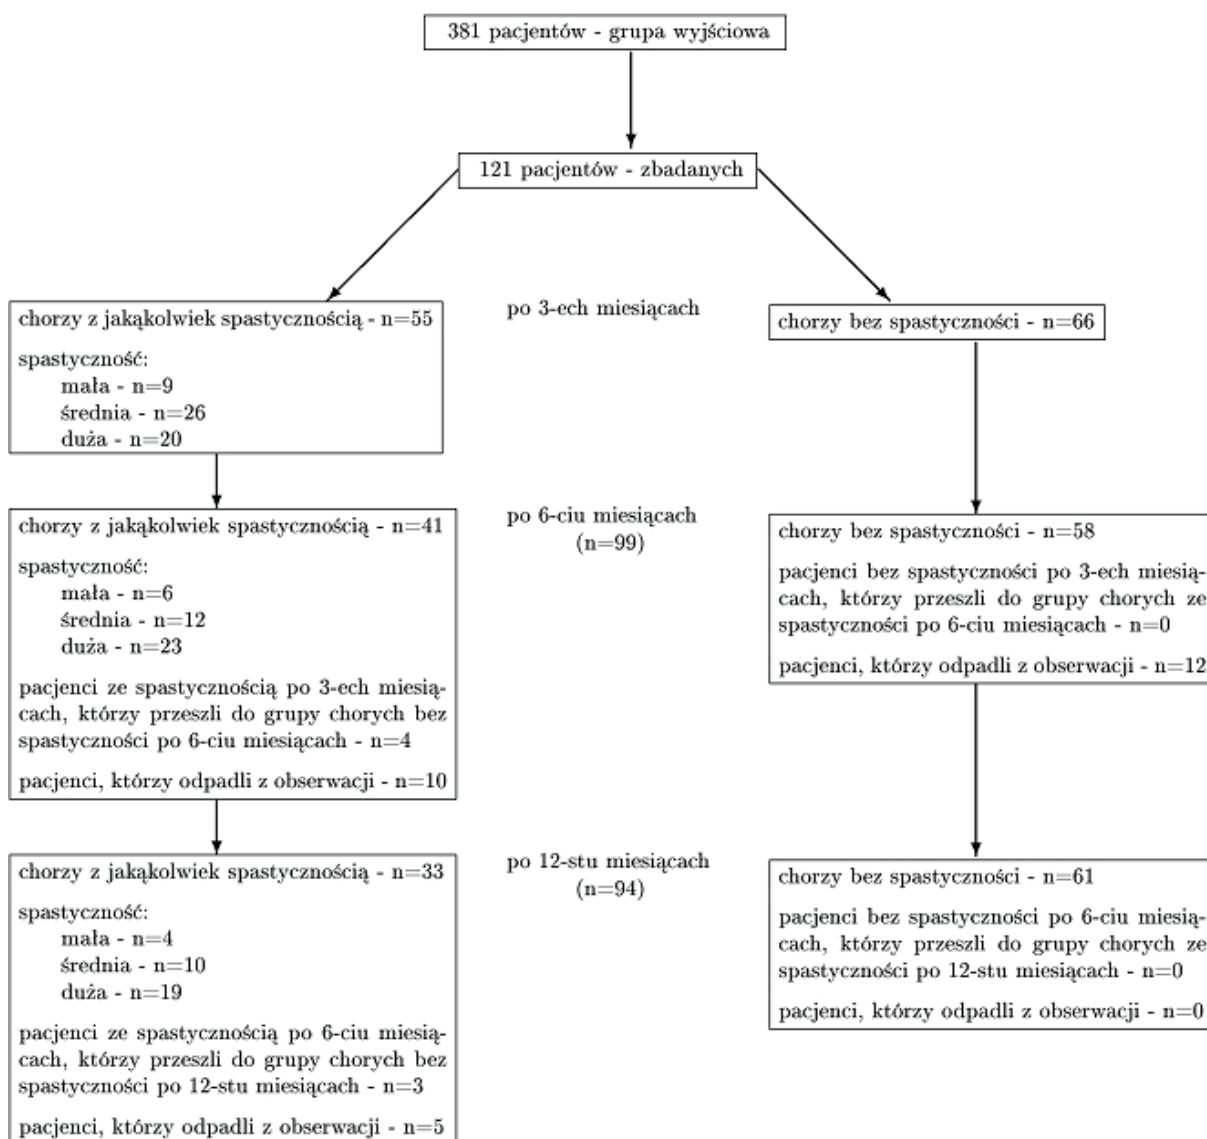 381 pacjentów - grupa wyjściowa
121 pacjentów - zbadanych
po 3-ech miesiącach
chorzy z jakąkolwiek spastycznością - n=55
spastyczność:
mała - n=9
średnia - n=26
duża - n=20
chorzy bez spastyczności - n=66
po 6-ciu miesiącach
(n=99)
chorzy z jakąkolwiek spastycznością - n=41
spastyczność:
mała - n=6
średnia - n=12
duża - n=23
pacjenci ze spastycznością po 3-ech miesią-
cach, którzy przeszli do grupy chorych bez
spastyczności po 6-ciu miesiącach - n=4
pacjenci, którzy odpadli z obserwacji - n=10
chorzy bez spastyczności - n=58
pacjenci bez spastyczności po 3-ech miesią-
cach, którzy przeszli do grupy chorych ze
spastyczności po 6-ciu miesiącach - n=0
pacjenci, którzy odpadli z obserwacji - n=12
po 12-stu miesiącach
(n=94)
chorzy z jakąkolwiek spastycznością - n=33
spastyczność:
mała - n=4
średnia - n=10
duża - n=19
pacjenci ze spastycznością po 6-ciu miesią-
cach, którzy przeszli do grupy chorych bez
spastyczności po 12-stu miesiącach - n=3
pacjenci, którzy odpadli z obserwacji - n=5
chorzy bez spastyczności - n=61
pacjenci bez spastyczności po 6-ciu miesią-
cach, którzy przeszli do grupy chorych ze
spastyczności po 12-stu miesiącach - n=0
pacjenci, którzy odpadli z obserwacji - n=0